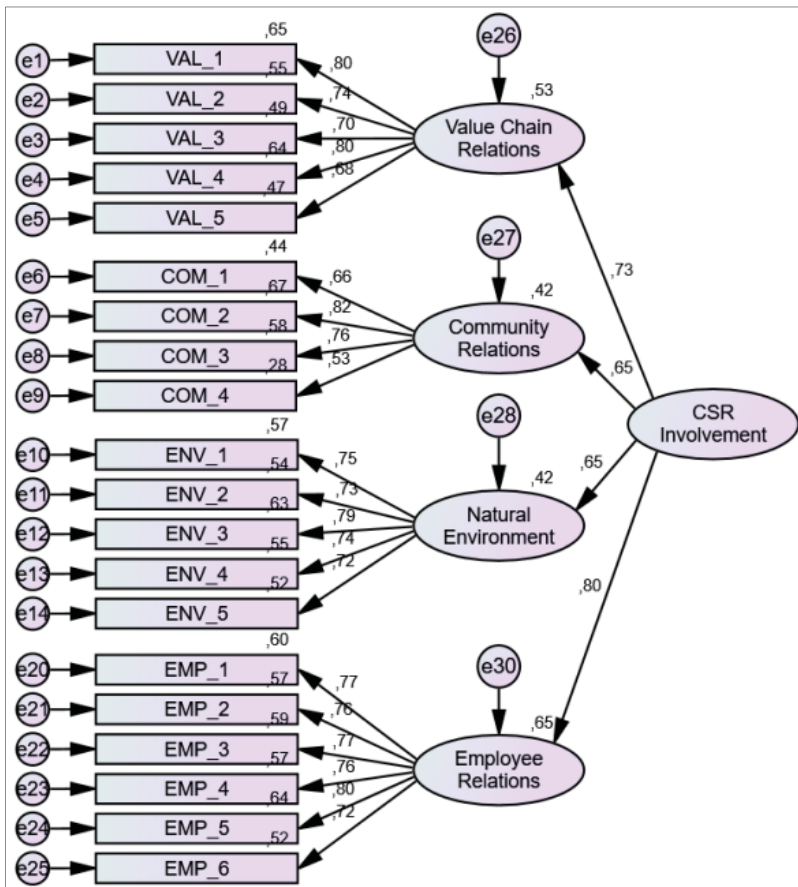 ,65
e26
e1
VAL_1
,80
,53
,55
e2
VAL_2
,74
,49
e3
VAL_3
,70
Value Chain
Relations
,64
e4
VAL_4
,80
,47
,68
e5
VAL_5
e27
,44
,73
e6
COM_1
,66
,42
,67
e7
COM_2
,82
,58
e8
COM_3
,76
Community
Relations
,28
,53
e9
COM_4
,65
CSR
Involvement
e28
,57
e10
ENV_1
,75
,65
,42
,54
e11
ENV_2
,73
,63
e12
ENV_3
,79
Natural
Environment
,55
,74
e13
ENV_4
,72
,52
e14
ENV_5
,80
,60
e20
EMP_1
e30
,57
,77
e21
EMP_2
,76
,65
,59
e22
EMP_3
,77
Employee
Relations
,57
,76
e23
EMP_4
,80
,64
,72
e24
EMP_5
,52
e25
EMP_6